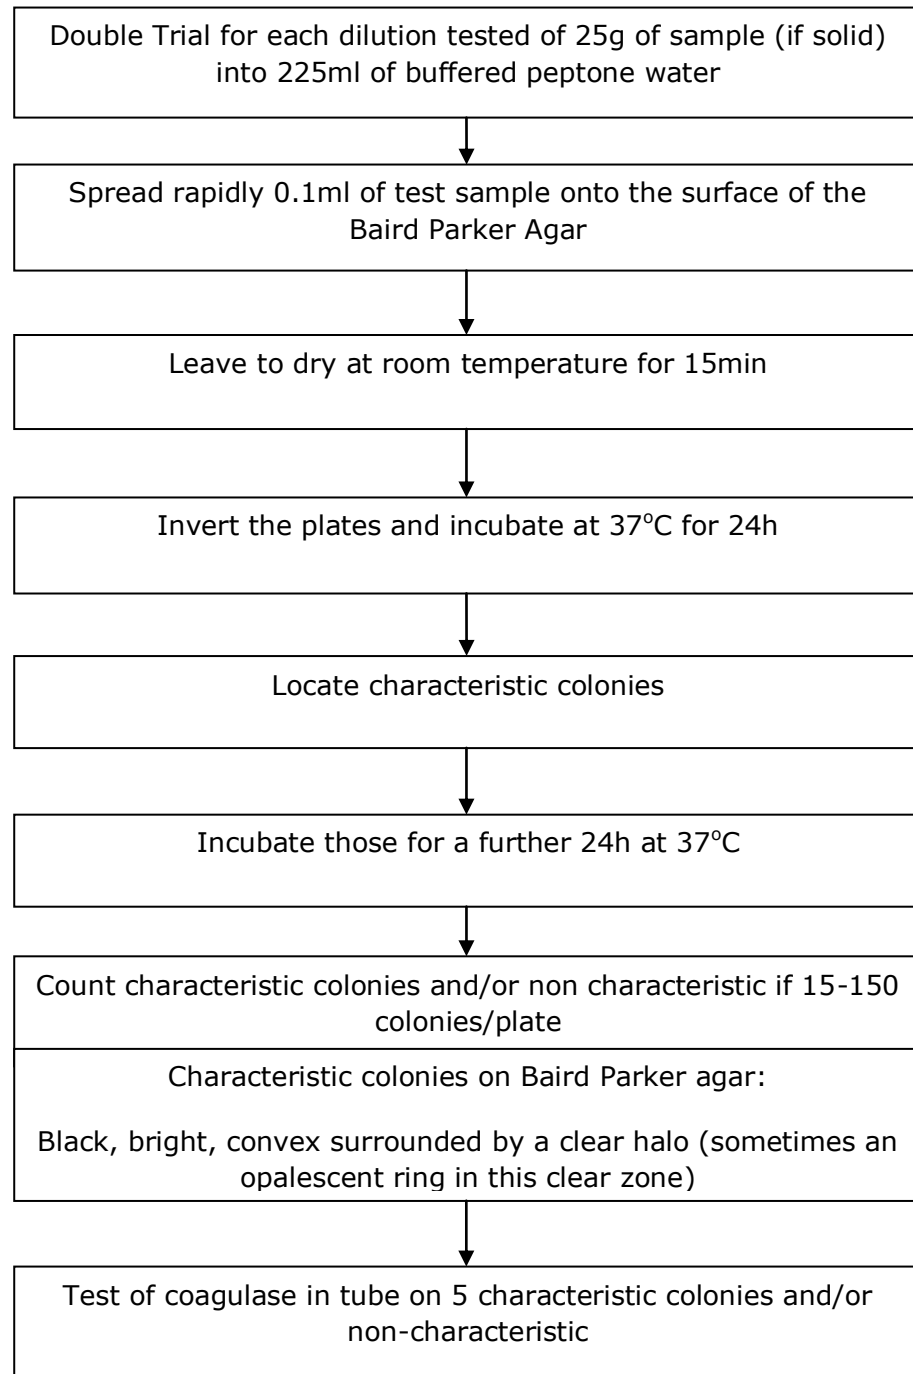 Double Trial for each dilution tested of 25g of sample (if solid)
into 225ml of buffered peptone water
Spread rapidly 0.1ml of test sample onto the surface of the
Baird Parker Agar
Leave to dry at room temperature for 15min
Invert the plates and incubate at 37°C for 24h
Locate characteristic colonies
Incubate those for a further 24h at 37°C
Count characteristic colonies and/or non characteristic if 15-150
colonies/plate
Characteristic colonies on Baird Parker agar:
Black, bright, convex surrounded by a clear halo (sometimes an
opalescent ring in this clear zone)
Test of coagulase in tube on 5 characteristic colonies and/or
non-characteristic